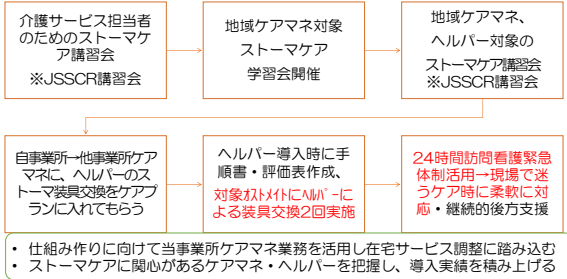 介護サービス担当者
のためのストーマケ
ア講習会
※JSSCR講習会
地域ケアマネ対象
ストーマケア
学習会開催
地域ケアマネ、
ヘルパー対象の
ストーマケア講習会
※JSSCR講習会
自事業所→他事業所ケア
マネに、ヘルパーのス
トーマ装具交換をケアプ
ランに入れてもらう
ヘルパー導入時に手
順書・評価表作成、
対象ｵｽﾄﾒｲﾄにﾍﾙﾊﾟｰに
よる装具交換2回実施
24時間訪問看護緊急
体制活用→現場で迷
うケア時に柔軟に対
応・継続的後方支援
• 仕組み作りに向けて当事業所ケアマネ業務を活用し在宅サービス調整に踏み込む
• ストーマケアに関心があるケアマネ・ヘルパーを把握し、導入実績を積み上げる